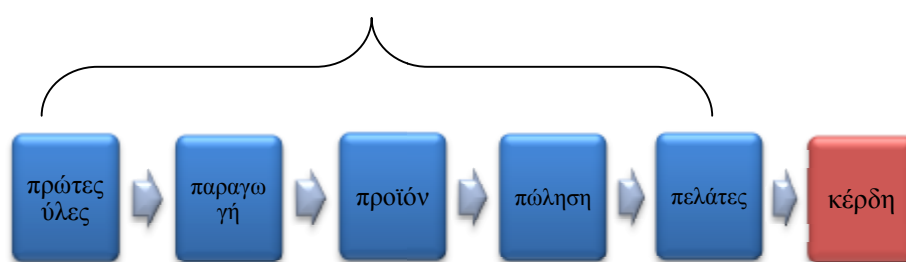 πρώτες
ύλες
παραγω
γή
προϊόν
πώληση
πελάτες
κέρδη